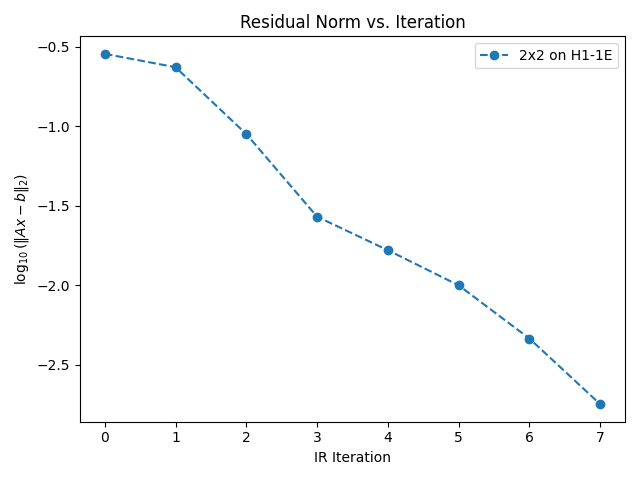 Residual Norm vs. Iteration
2x2 on H1-1E
log₁₀(‖Ax − b‖₂)
−0.5
−1.0
−1.5
−2.0
−2.5
0 1 2 3 4 5 6 7
IR Iteration